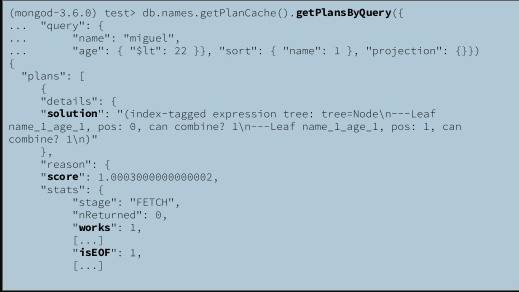 (mongod-3.6.0) test> db.names.getPlanCache().getPlansByQuery({
...  "query": {
...      "name": "miguel",
...      "age": { "$lt": 22 }}, "sort": { "name": 1 }, "projection": {}})
{
"plans": [
{
"details": {
"solution": "(index-tagged expression tree: tree=Node\n---Leaf
name_1_age_1, pos: 0, can combine? 1\n---Leaf name_1_age_1, pos: 1, can
combine? 1\n)"
},
"reason": {
"score": 1.0003000000000002,
"stats": {
"stage": "FETCH",
"nReturned": 0,
"works": 1,
[...]
"isEOF": 1,
[...]